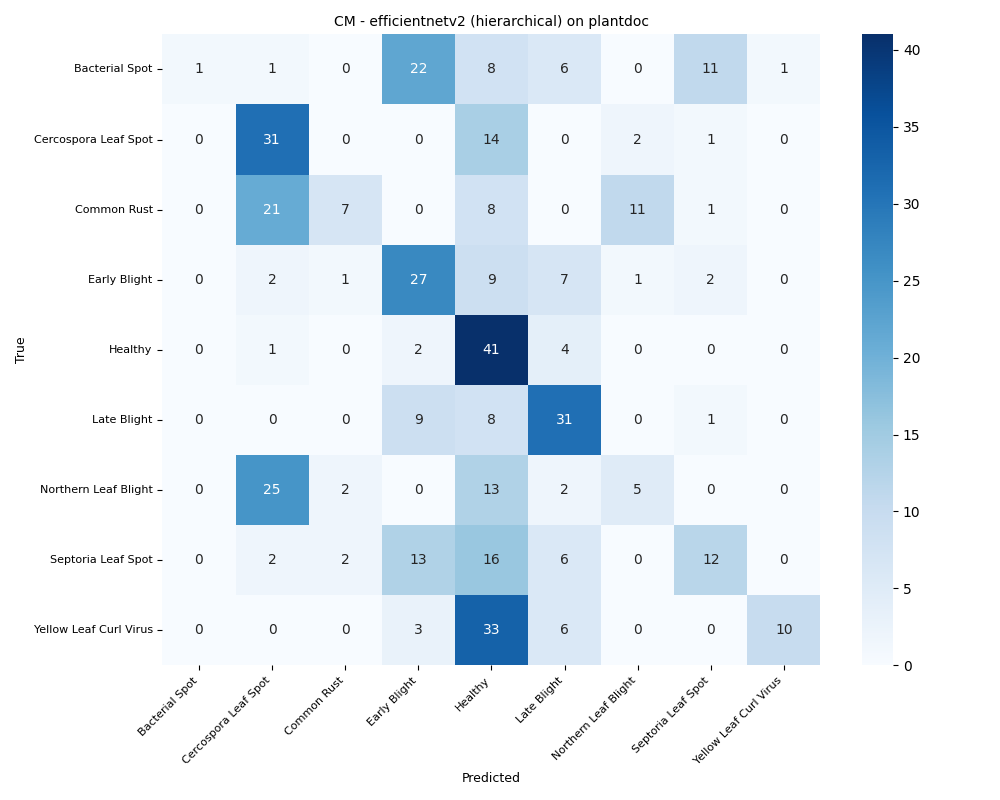 CM - efficientnetv2 (hierarchical) on plantdoc
Bacterial Spot 1 1 0 22 8 6 0 11 1
Cercospora Leaf Spot 0 31 0 0 14 0 2 1 0
Common Rust 0 21 7 0 8 0 11 1 0
Early Blight 0 2 1 27 9 7 1 2 0
Healthy 0 1 0 2 41 4 0 0 0
Late Blight 0 0 0 9 8 31 0 1 0
Northern Leaf Blight 0 25 2 0 13 2 5 0 0
Septoria Leaf Spot 0 2 2 13 16 6 0 12 0
Yellow Leaf Curl Virus 0 0 0 3 33 6 0 0 10
True
Bacterial Spot
Cercospora Leaf Spot
Common Rust
Early Blight
Healthy
Late Blight
Northern Leaf Blight
Septoria Leaf Spot
Yellow Leaf Curl Virus
Predicted
40
35
30
25
20
15
10
5
0